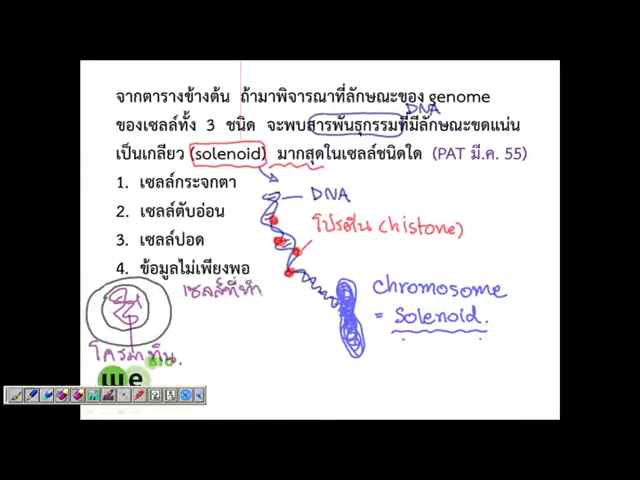 จากตารางข้างต้น ถ้ามาพิจารณาที่ลักษณะของ genome
DNA
ของเซลล์ทั้ง 3 ชนิด จะพบสารพันธุกรรมที่มีลักษณะขดแน่น
เป็นเกลียว (solenoid) มากสุดในเซลล์ชนิดใด (PAT มี.ค. 55)
1. เซลล์กระจกตา
DNA
2. เซลล์ตับอ่อน
โปรตีน (histone)
3. เซลล์ปอด
4. ข้อมูลไม่เพียงพอ
เซลล์ที่ทำ
chromosome
= Solenoid.
โครมาทิน.
we